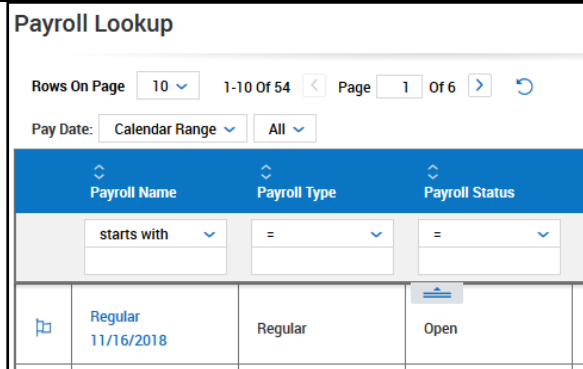 Payroll Lookup
Rows On Page 10 1-10 Of 54 Page 1 Of 6
Pay Date: Calendar Range All
Payroll Name Payroll Type Payroll Status
starts with = =
Regular
11/16/2018 Regular Open